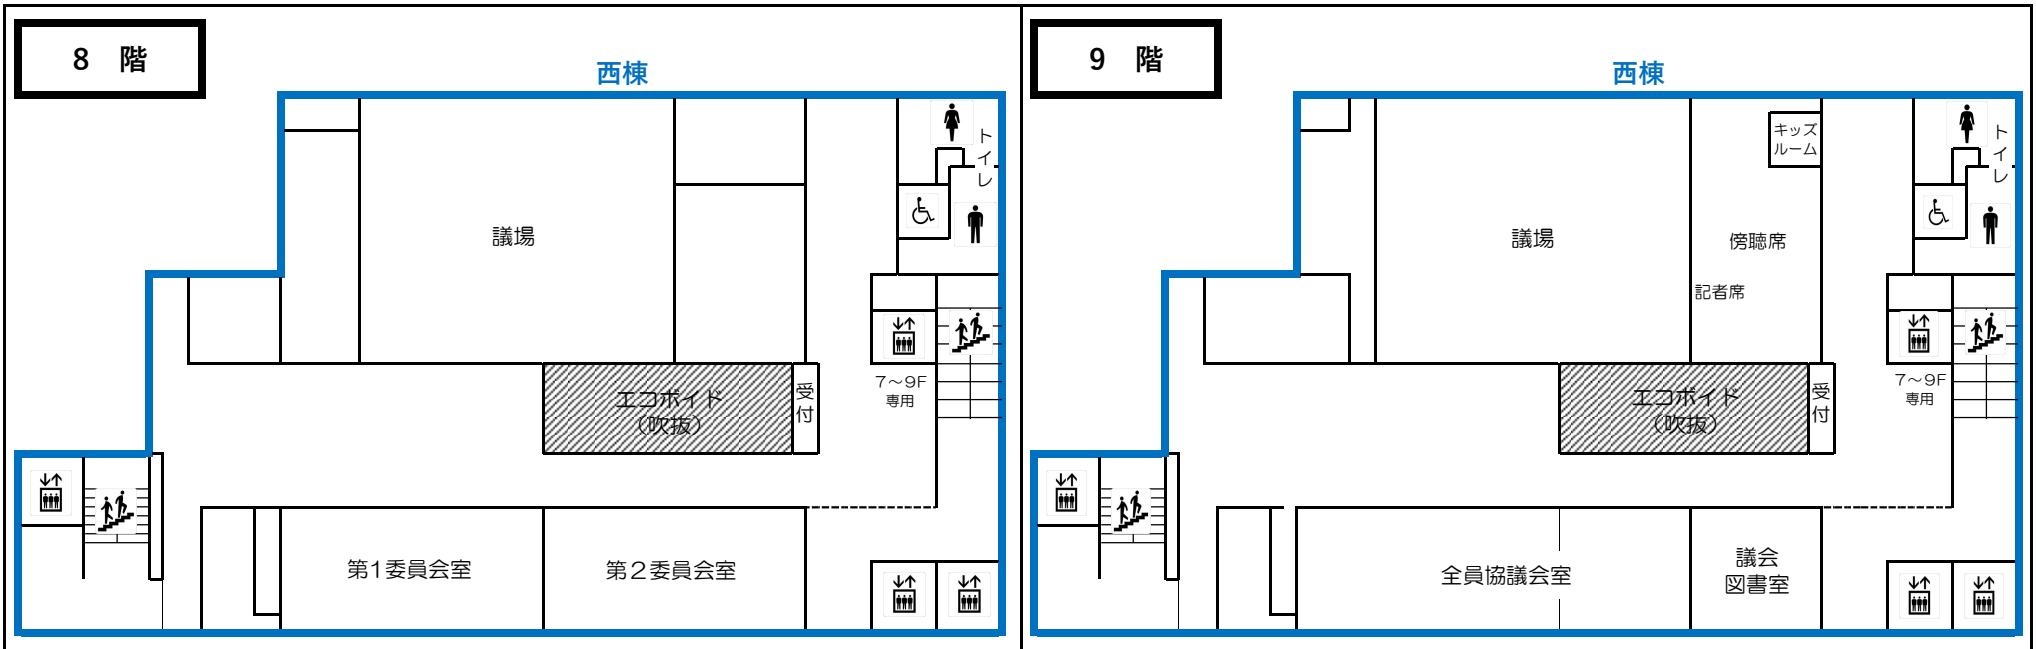 8 階
西棟
トイレ
議場
エコボイド
(吹抜)
受付
7～9F
専用
第1委員会室
第2委員会室
9 階
西棟
キッズ
ルーム
トイレ
議場
傍聴席
記者席
エコボイド
(吹抜)
受付
7～9F
専用
全員協議会室
議会
図書室